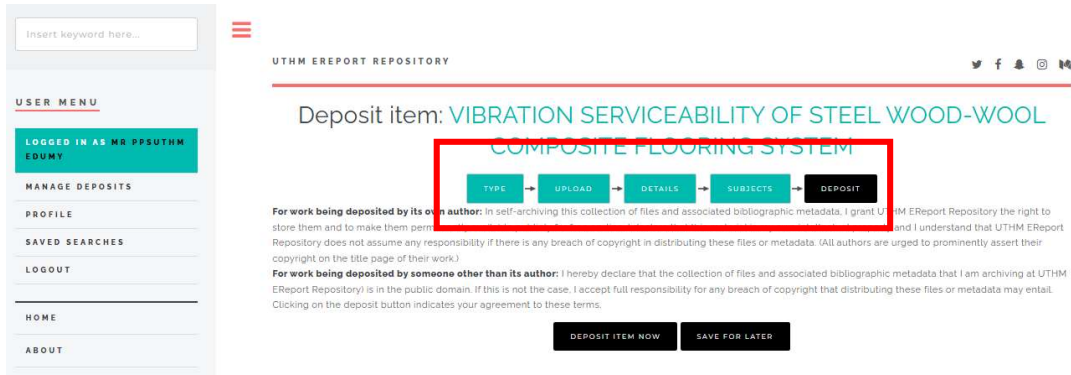 Insert keyword here...
UTHM EREPORT REPOSITORY
USER MENU
LOGGED IN AS MR PPSUTHM
EDUMY
MANAGE DEPOSITS
PROFILE
SAVED SEARCHES
LOGOUT
HOME
ABOUT
Deposit item: VIBRATION SERVICEABILITY OF STEEL WOOD-WOOL
COMPOSITE FLOORING SYSTEM
TYPE UPLOAD DETAILS SUBJECTS DEPOSIT
For work being deposited by its own author: In self-archiving this collection of files and associated bibliographic metadata, I grant UTHM EReport Repository the right to
store them and to make them and I understand that UTHM EReport
Repository does not assume any responsibility if there is any breach of copyright in distributing these files or metadata. (All authors are urged to prominently assert their
copyright on the title page of their work.)
For work being deposited by someone other than its author: I hereby declare that the collection of files and associated bibliographic metadata that I am archiving at UTHM
EReport Repository) is in the public domain. If this is not the case, I accept full responsibility for any breach of copyright that distributing these files or metadata may entail.
Clicking on the deposit button indicates your agreement to these terms.
DEPOSIT ITEM NOW SAVE FOR LATER